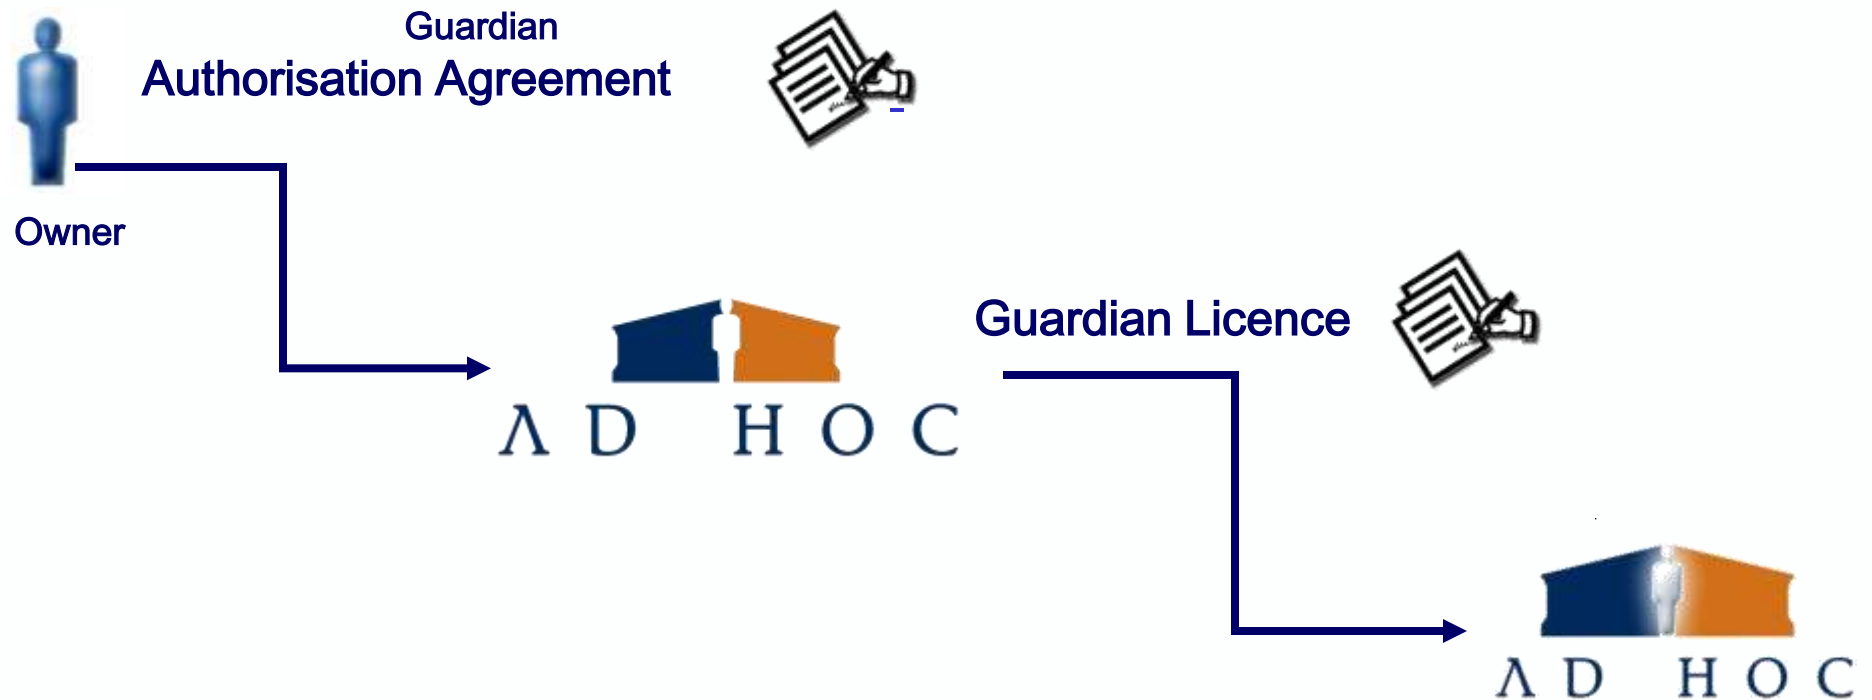 Guardian
Authorisation Agreement
Owner
Guardian Licence
AD HOC
AD HOC